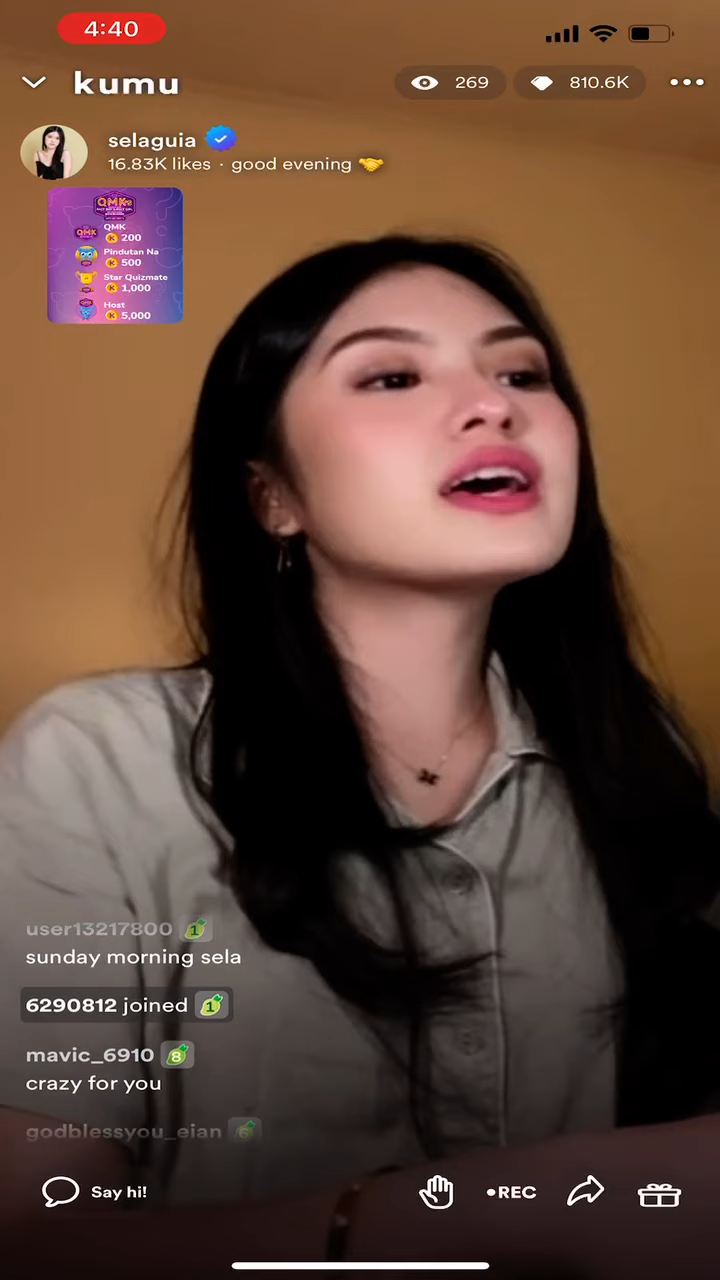 4:40
kumu
269
810.6K
selaguia
16.83K likes · good evening 🤝
QMKs
QMK
QMK
200
Pindutan Na
500
Star Quizmate
1,000
Host
5,000
user13217800 1
sunday morning sela
6290812 joined 1
mavic_6910 8
crazy for you
godblessyou_eian 6
Say hi!
•REC